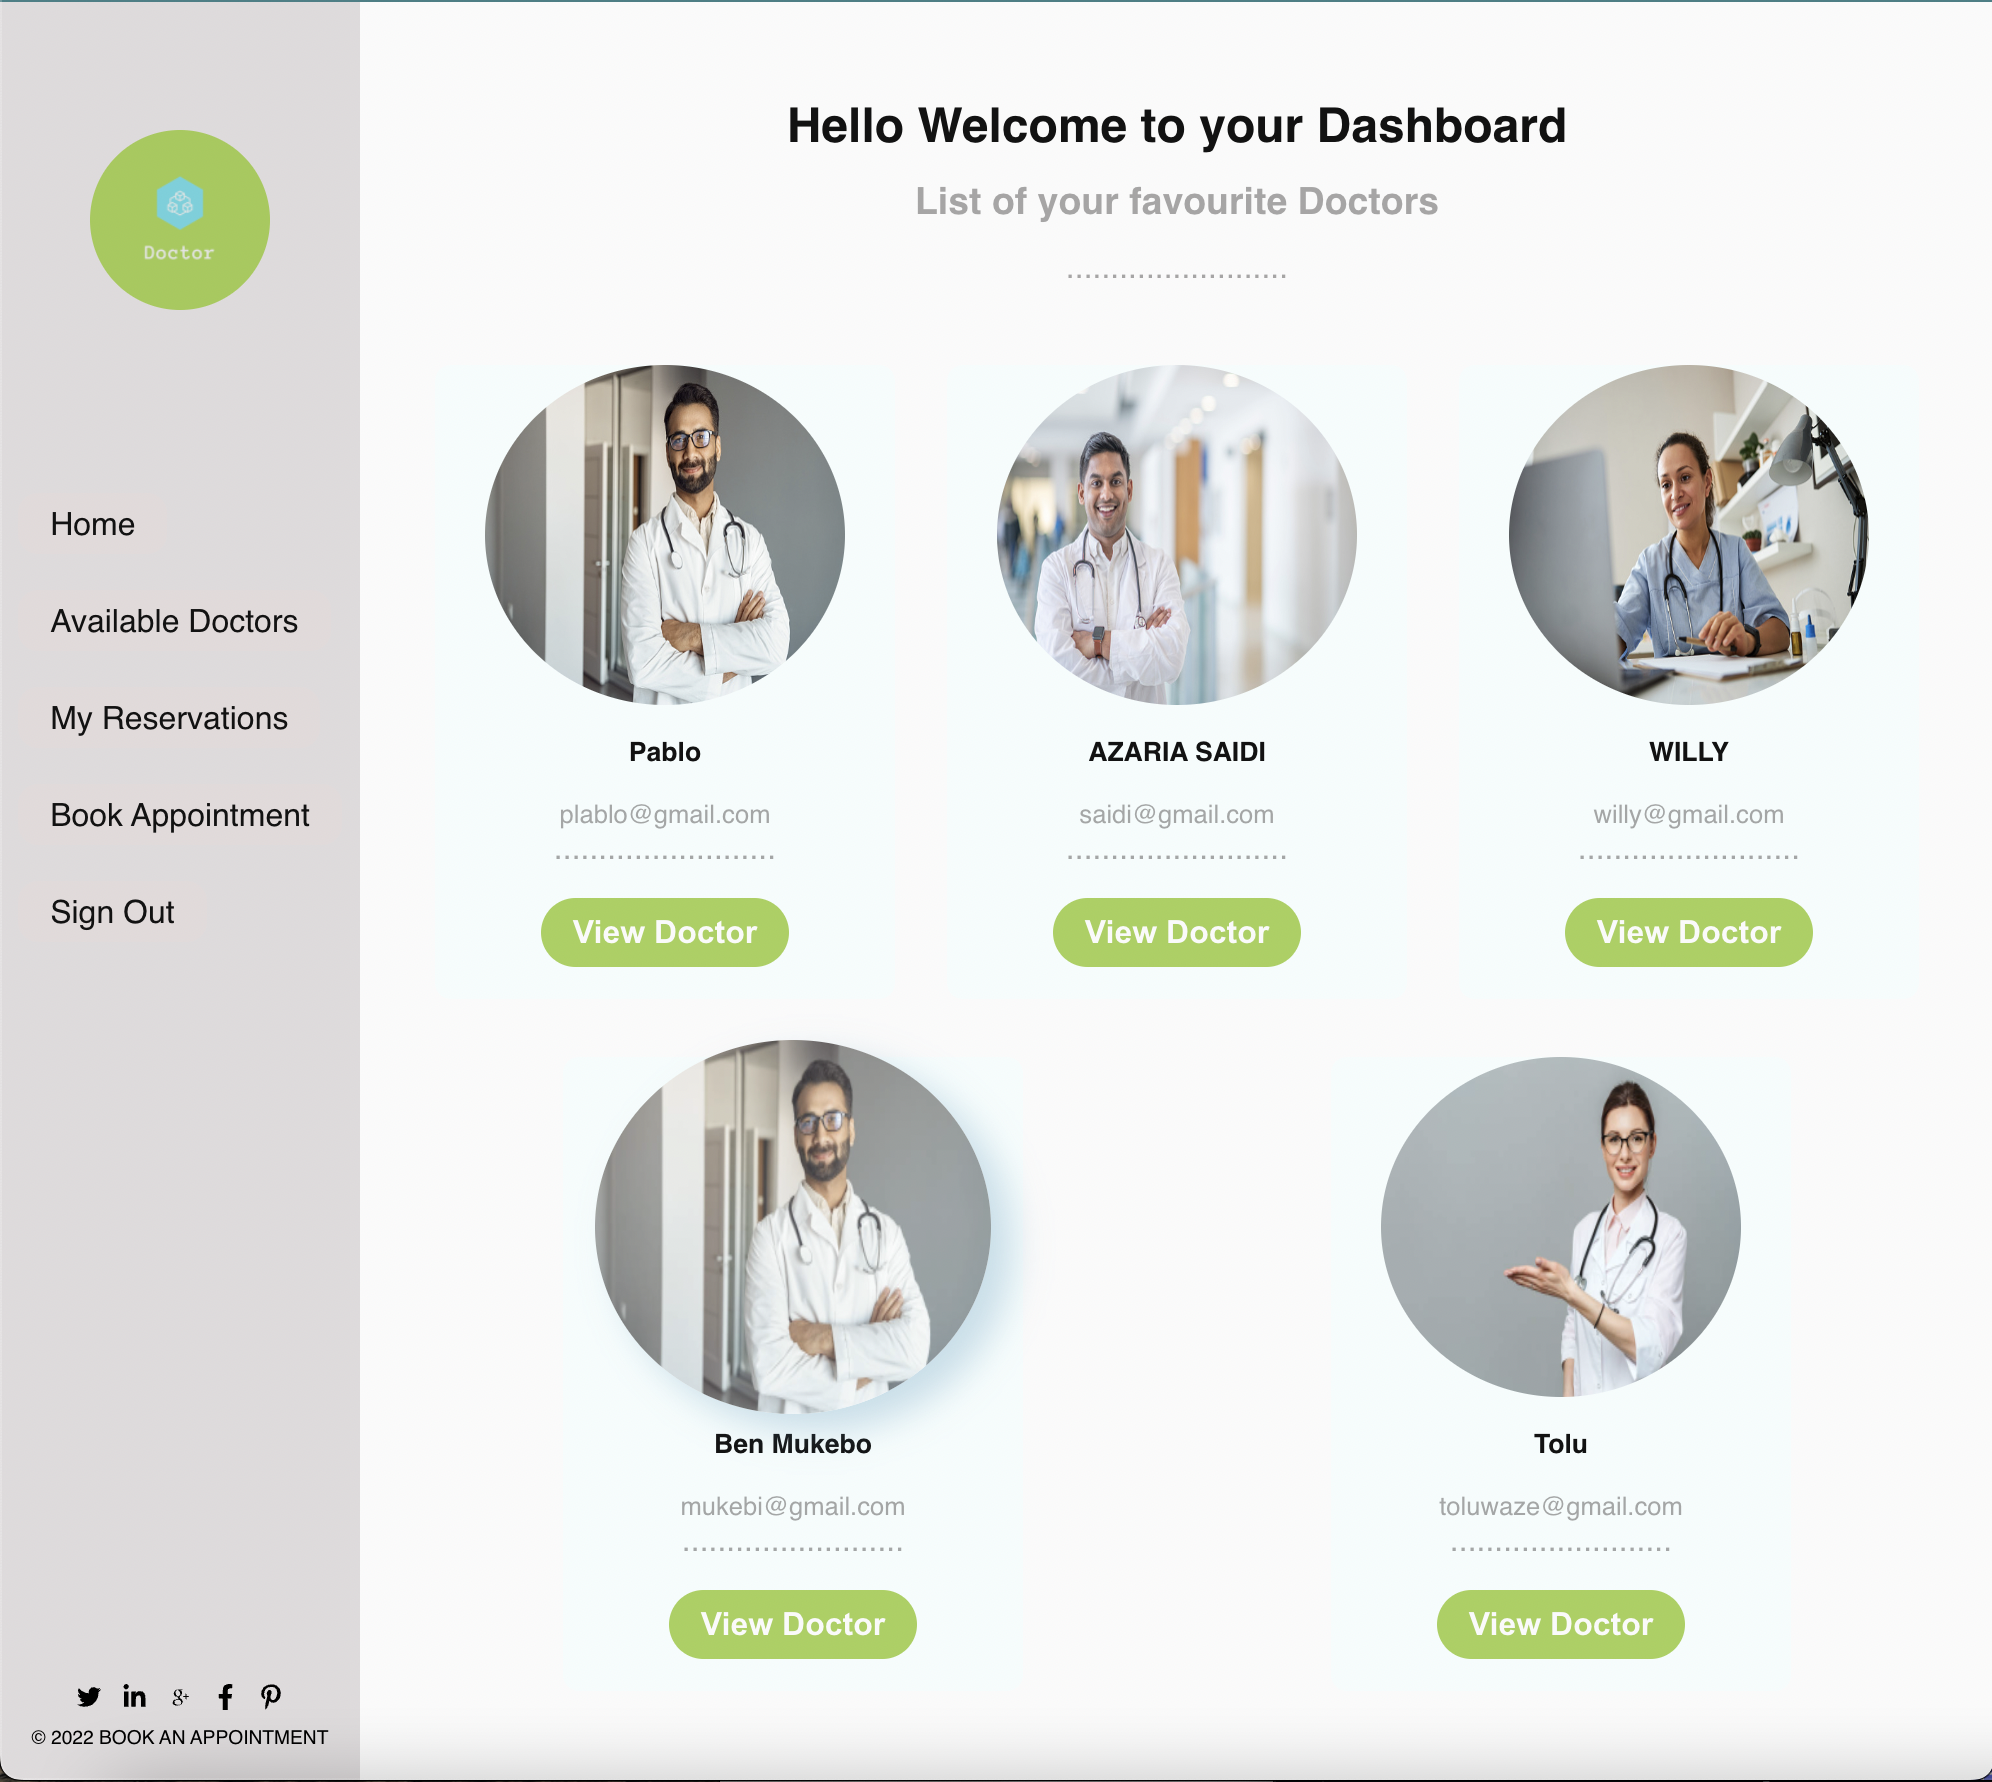 Doctor
Home
Available Doctors
My Reservations
Book Appointment
Sign Out
© 2022 BOOK AN APPOINTMENT
Hello Welcome to your Dashboard
List of your favourite Doctors
.........................
Pablo
plablo@gmail.com
.........................
View Doctor
AZARIA SAIDI
saidi@gmail.com
.........................
View Doctor
WILLY
willy@gmail.com
.........................
View Doctor
Ben Mukebo
mukebi@gmail.com
.........................
View Doctor
Tolu
toluwaze@gmail.com
.........................
View Doctor